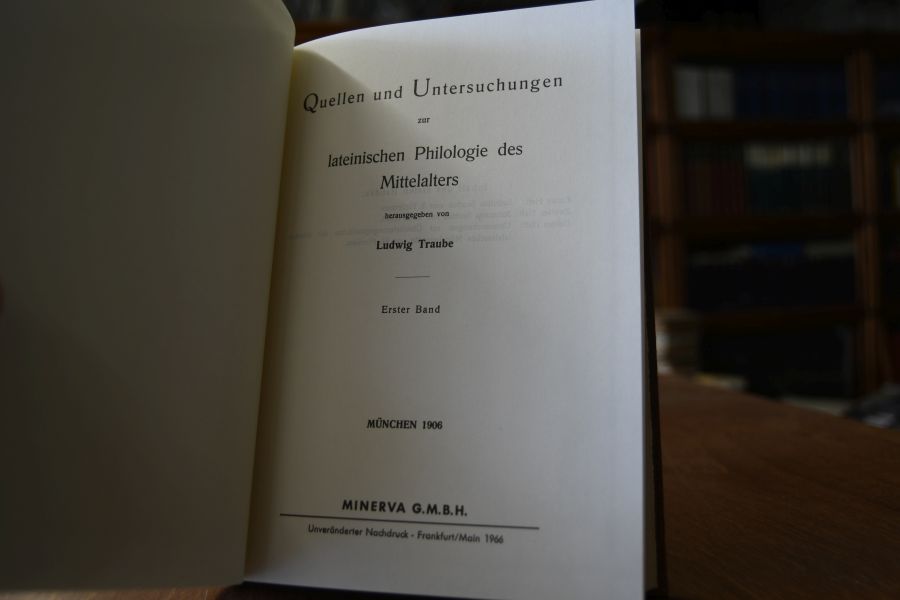 Quellen und Untersuchungen
zur
lateinischen Philologie des
Mittelalters
herausgegeben von
Ludwig Traube
Erster Band
MÜNCHEN 1906
MINERVA G.M.B.H.
Unveränderter Nachdruck - Frankfurt/Main 1966